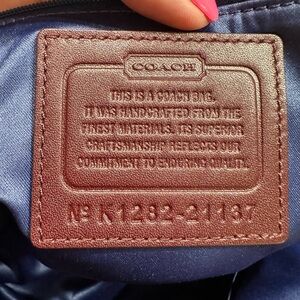 COACH
THIS IS A COACH BAG.
IT WAS HANDCRAFTED FROM THE
FINEST MATERIALS. ITS SUPERIOR
CRAFTSMANSHIP REFLECTS OUR
COMMITMENT TO ENDURING QUALITY.
Nº K1282-21137